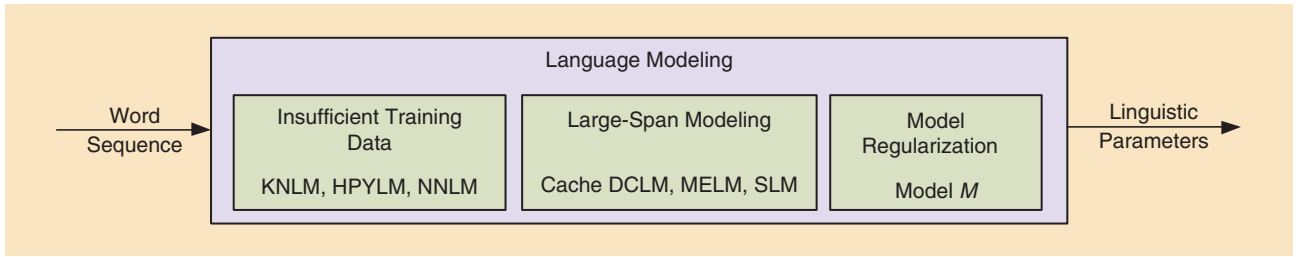 Language Modeling
Word
Sequence
Insufficient Training
Data
KNLM, HPYLM, NNLM
Large-Span Modeling
Cache DCLM, MELM, SLM
Model
Regularization
Model M
Linguistic
Parameters